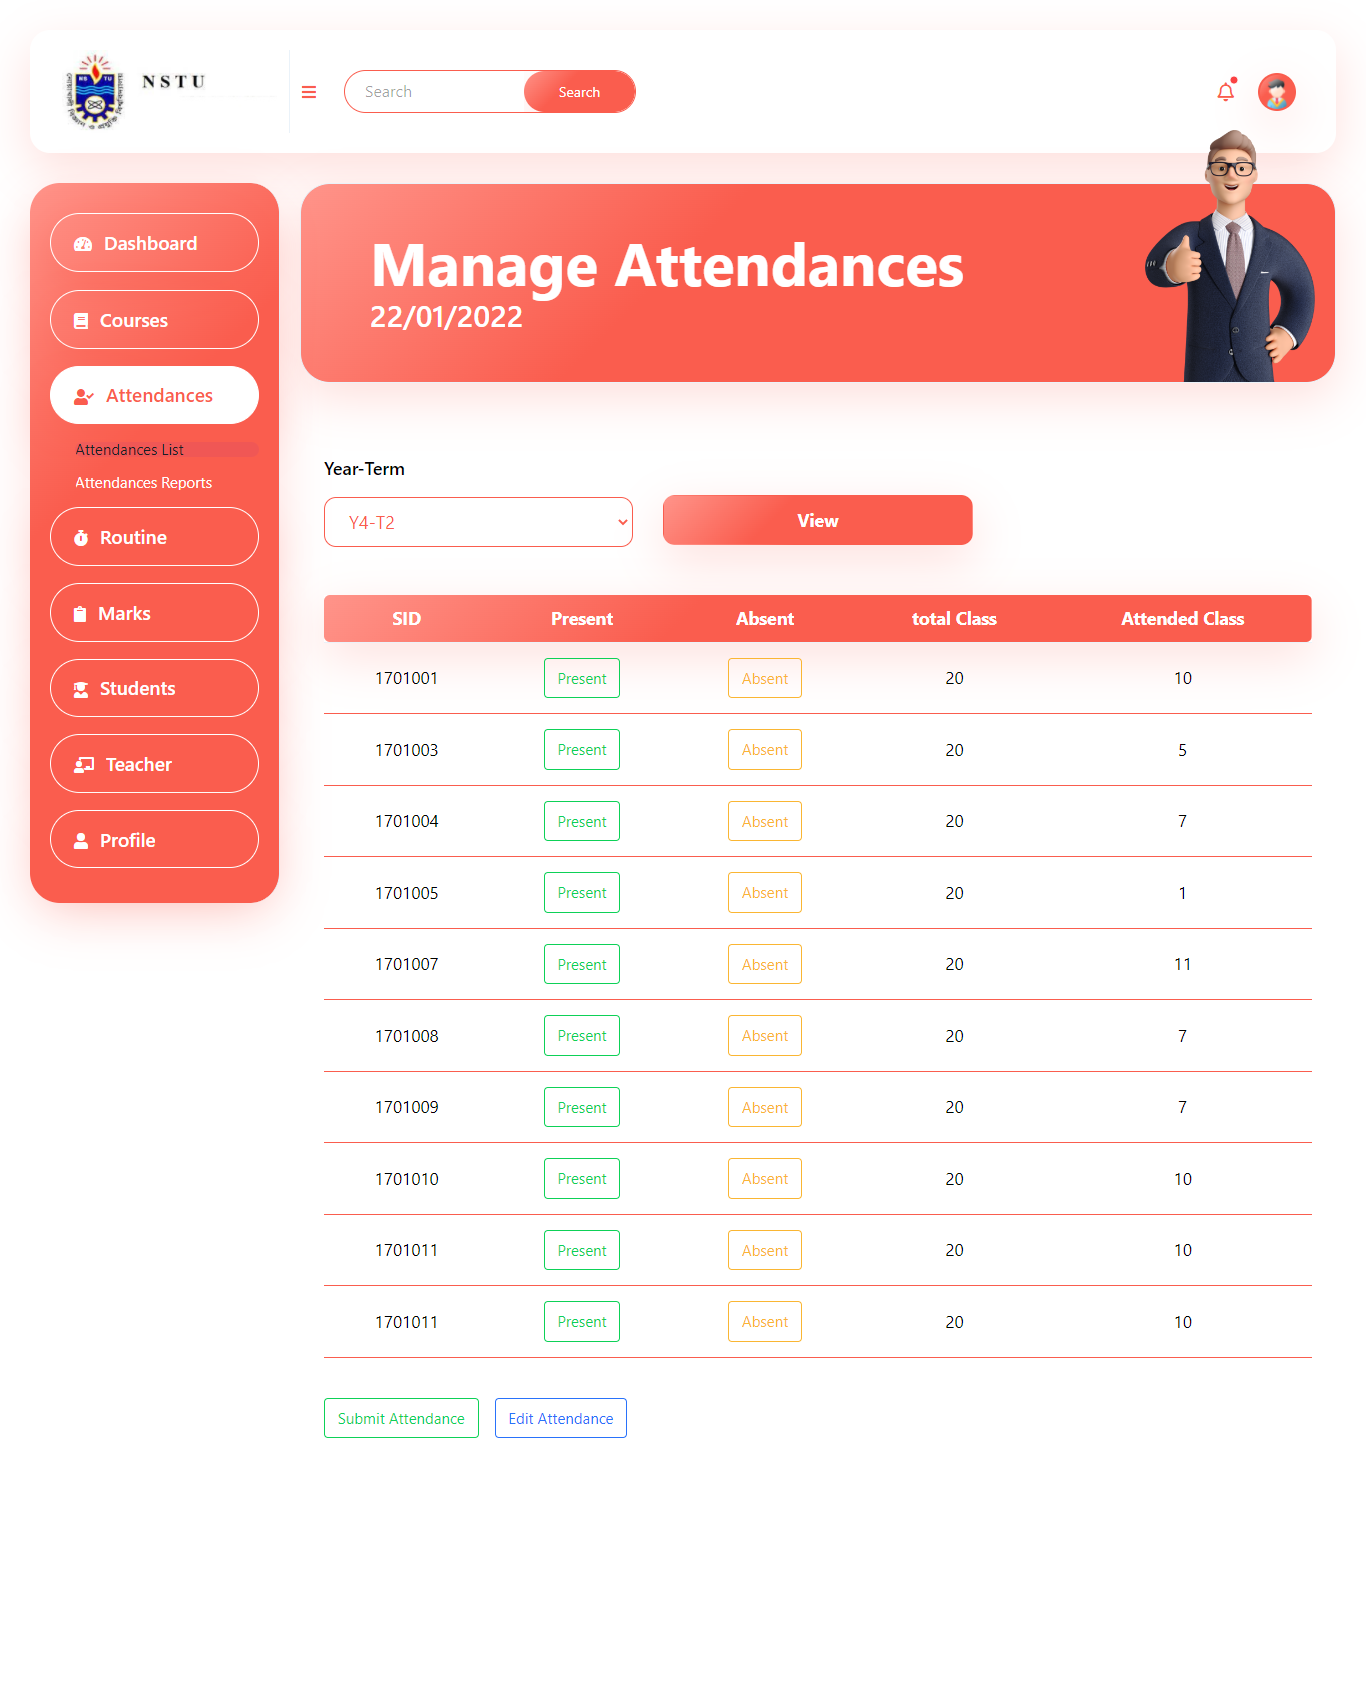 NSTU
Search
Search
Dashboard
Courses
Attendances
Attendances List
Attendances Reports
Routine
Marks
Students
Teacher
Profile
Manage Attendances
22/01/2022
Year-Term
Y4-T2
View
SID Present Absent total Class Attended Class
1701001 Present Absent 20 10
1701003 Present Absent 20 5
1701004 Present Absent 20 7
1701005 Present Absent 20 1
1701007 Present Absent 20 11
1701008 Present Absent 20 7
1701009 Present Absent 20 7
1701010 Present Absent 20 10
1701011 Present Absent 20 10
1701011 Present Absent 20 10
Submit Attendance Edit Attendance